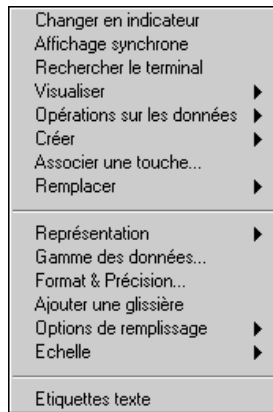 Changer en indicateur
Affichage synchrone
Rechercher le terminal
Visualiser
Opérations sur les données
Créer
Associer une touche...
Remplacer
Représentation
Gamme des données...
Format & Précision...
Ajouter une glissière
Options de remplissage
Echelle
Etiquettes texte